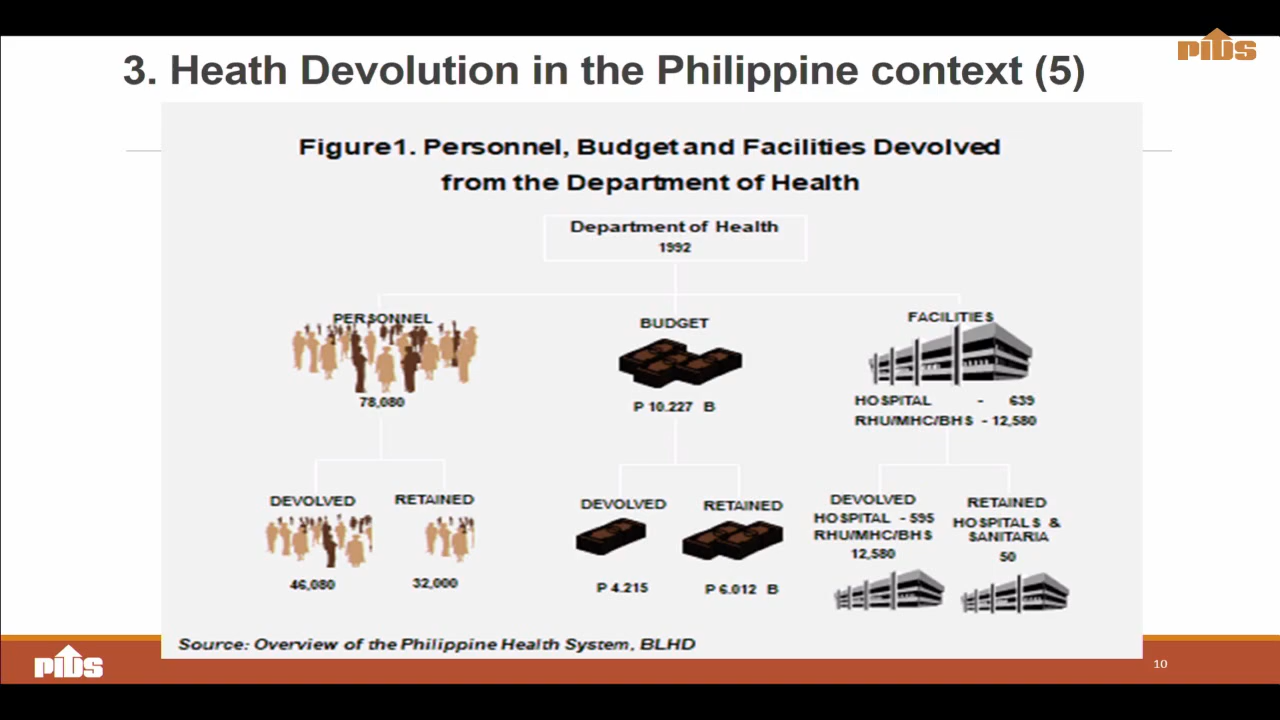 3. Heath Devolution in the Philippine context (5)
PIDS
Figure1. Personnel, Budget and Facilities Devolved
from the Department of Health
Department of Health
1992
PERSONNEL
78,080
BUDGET
P 10.227 B
FACILITIES
HOSPITAL - 639
RHU/MHC/BHS - 12,580
DEVOLVED
46,080
RETAINED
32,000
DEVOLVED
P 4.215
RETAINED
P 6.012 B
DEVOLVED
HOSPITAL - 595
RHU/MHC/BHS
12,580
RETAINED
HOSPITALS &
SANITARIA
50
Source: Overview of the Philippine Health System, BLHD
PIDS
10